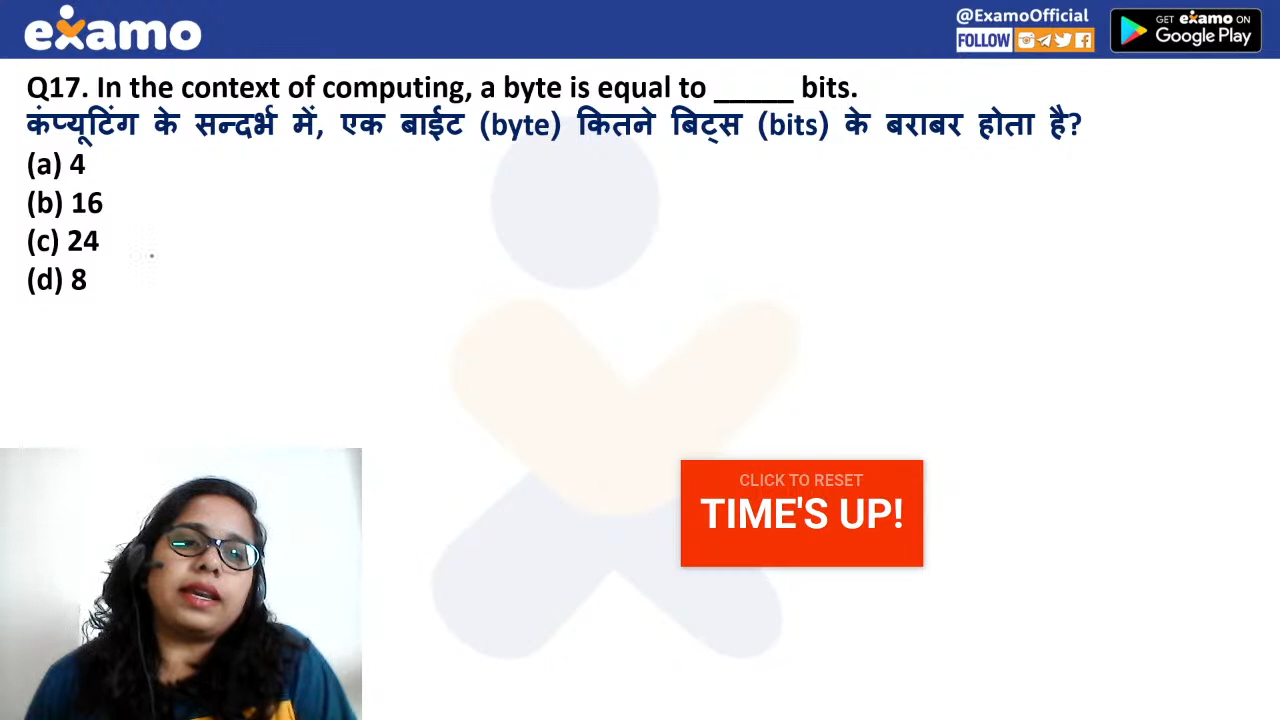 examo
@ExamoOfficial
FOLLOW
GET examo ON
Google Play
Q17. In the context of computing, a byte is equal to _____ bits.
कंप्यूटिंग के सन्दर्भ में, एक बाईट (byte) कितने बिट्स (bits) के बराबर होता है?
(a) 4
(b) 16
(c) 24
(d) 8
CLICK TO RESET
TIME'S UP!